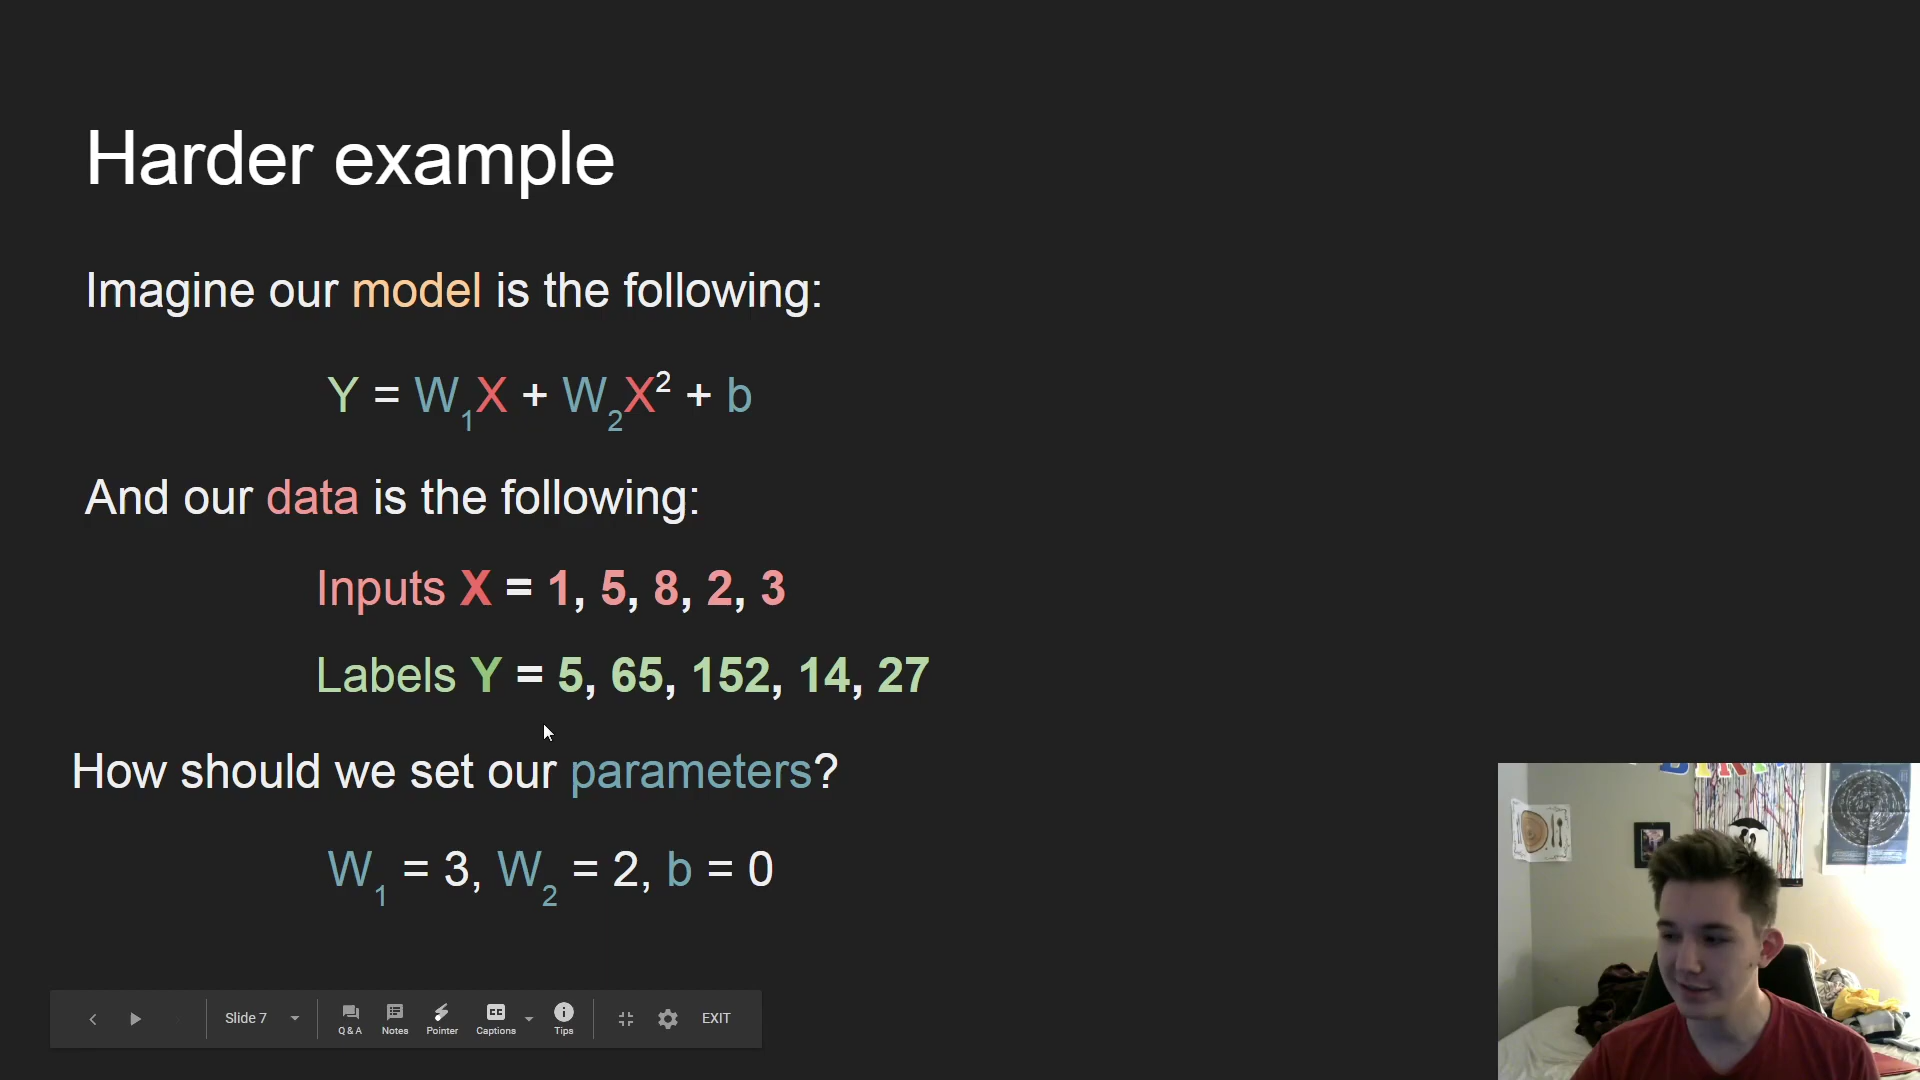 Harder example
Imagine our model is the following:
Y = W₁X + W₂X² + b
And our data is the following:
Inputs X = 1, 5, 8, 2, 3
Labels Y = 5, 65, 152, 14, 27
How should we set our parameters?
W₁ = 3, W₂ = 2, b = 0
Slide 7
Q&A
Notes
Pointer
Captions
Tips
EXIT